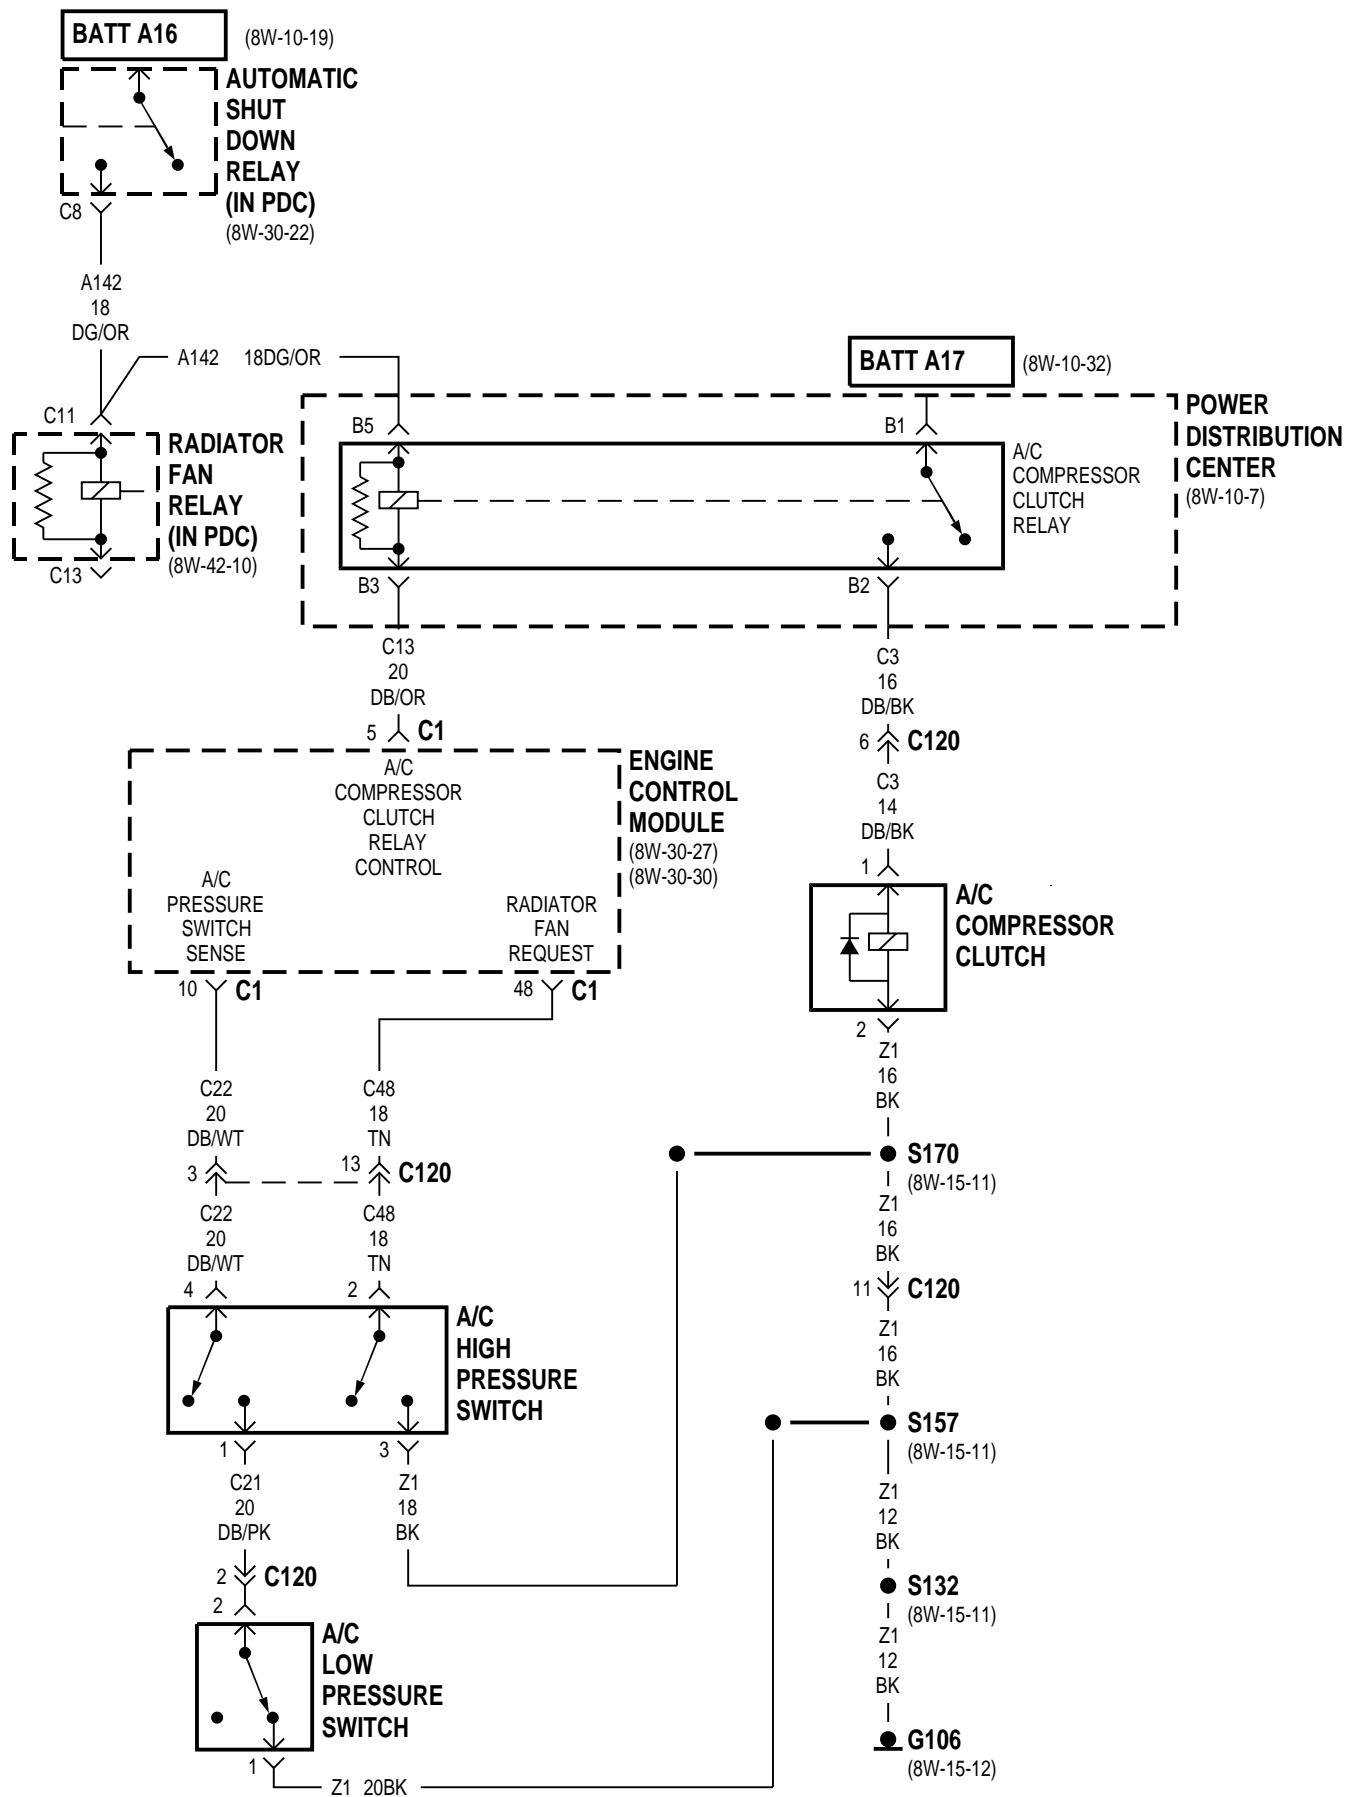 BATT A16
(8W-10-19)
AUTOMATIC
SHUT
DOWN
RELAY
(IN PDC)
(8W-30-22)
C8
A142
18
DG/OR
A142 18DG/OR
BATT A17
(8W-10-32)
C11
RADIATOR
FAN
RELAY
(IN PDC)
(8W-42-10)
C13
B5
B1
POWER
DISTRIBUTION
CENTER
(8W-10-7)
A/C
COMPRESSOR
CLUTCH
RELAY
B3
B2
C13
20
DB/OR
5
C1
C3
16
DB/BK
6
C120
C3
14
DB/BK
1
ENGINE
CONTROL
MODULE
(8W-30-27)
(8W-30-30)
A/C
COMPRESSOR
CLUTCH
RELAY
CONTROL
A/C
PRESSURE
SWITCH
SENSE
RADIATOR
FAN
REQUEST
A/C
COMPRESSOR
CLUTCH
10
C1
48
C1
2
Z1
16
BK
C22
20
DB/WT
C48
18
TN
3
13
C120
S170
(8W-15-11)
C22
20
DB/WT
C48
18
TN
Z1
16
BK
4
2
11
C120
A/C
HIGH
PRESSURE
SWITCH
Z1
16
BK
1
3
S157
(8W-15-11)
C21
20
DB/PK
Z1
18
BK
Z1
12
BK
2
C120
2
S132
(8W-15-11)
A/C
LOW
PRESSURE
SWITCH
Z1
12
BK
G106
(8W-15-12)
1
Z1 20BK